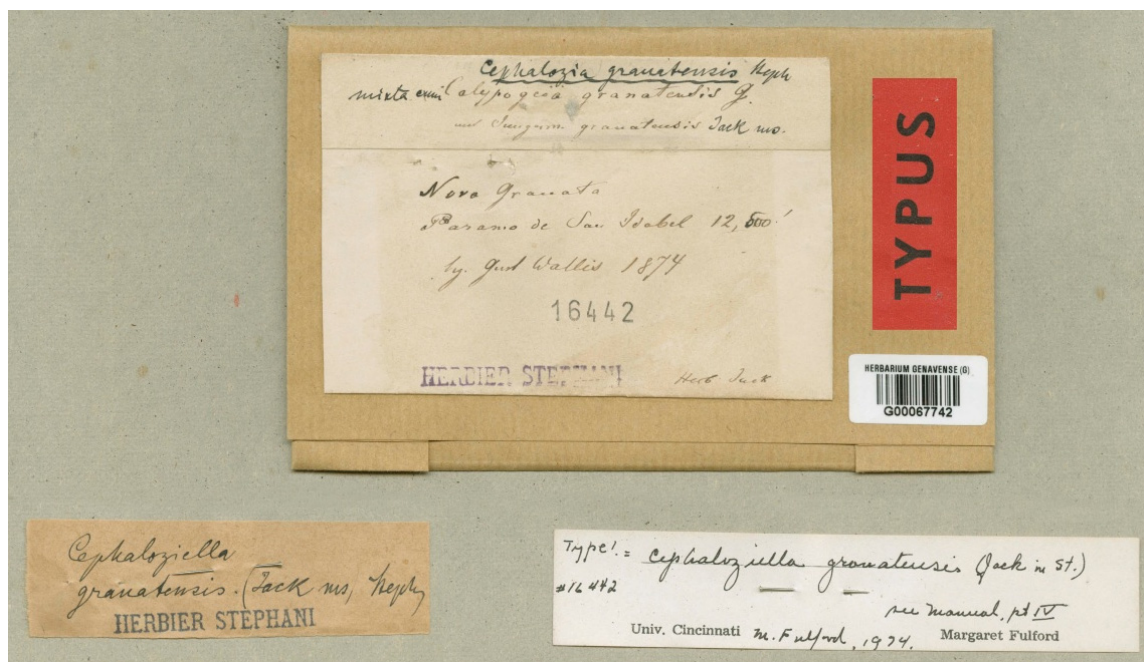 Cephalozia granatensis Steph
mixta cum Calypogeia granatensis G.
granatensis Jack ms.
Nova Granata
Paramo de San Isabel 12,500'
lg. Gust Wallis 1874
16442
HERBIER STEPHANI
Herb Jack
TYPUS
HERBARIUM GENAVENSE (G)
G00067742
Cephaloziella
granatensis. (Jack ms, Steph)
HERBIER STEPHANI
Type! = Cephaloziella granatensis (Jack in St.)
#16442
see Manual, pt IV
Univ. Cincinnati M. Fulford, 1974. Margaret Fulford